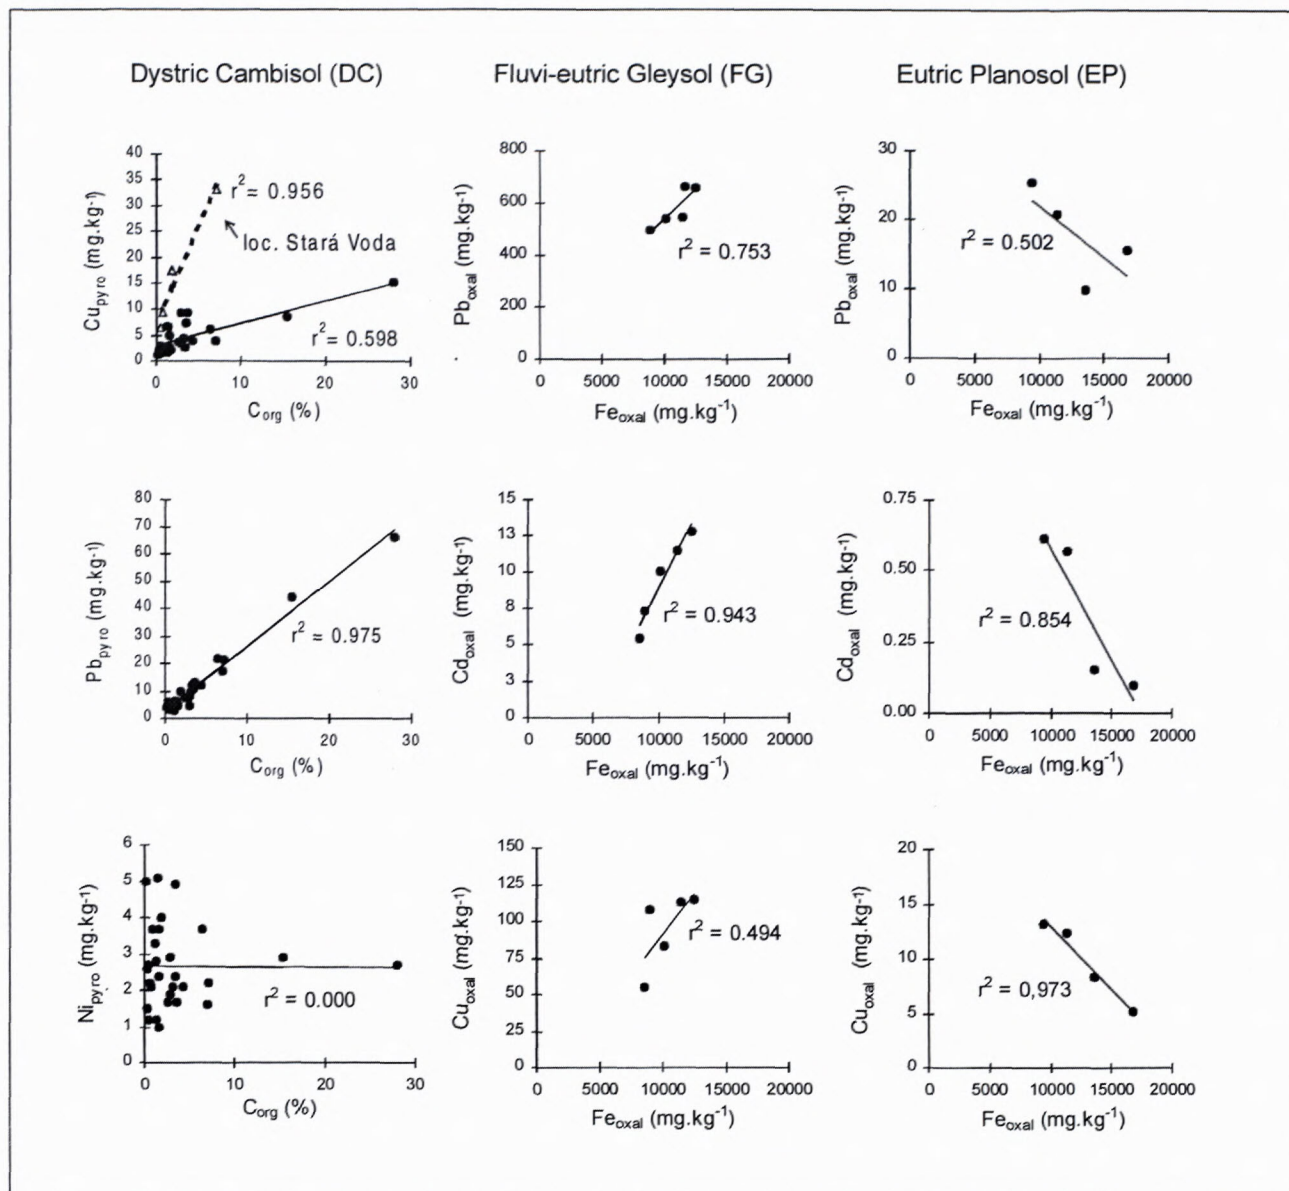 Dystric Cambisol (DC)
Fluvi-eutric Gleysol (FG)
Eutric Planosol (EP)
Cu_pyro (mg.kg⁻¹)
40
35
30
25
20
15
10
5
0
r² = 0.956
loc. Stará Voda
r² = 0.598
0 10 20 30
C_org (%)
Pb_oxal (mg.kg⁻¹)
800
600
400
200
0
r² = 0.753
0 5000 10000 15000 20000
Fe_oxal (mg.kg⁻¹)
Pb_oxal (mg.kg⁻¹)
30
20
10
0
r² = 0.502
0 5000 10000 15000 20000
Fe_oxal (mg.kg⁻¹)
Pb_pyro (mg.kg⁻¹)
80
70
60
50
40
30
20
10
0
r² = 0.975
0 10 20 30
C_org (%)
Cd_oxal (mg.kg⁻¹)
15
13
10
8
5
3
0
r² = 0.943
0 5000 10000 15000 20000
Fe_oxal (mg.kg⁻¹)
Cd_oxal (mg.kg⁻¹)
0.75
0.50
0.25
0.00
r² = 0.854
0 5000 10000 15000 20000
Fe_oxal (mg.kg⁻¹)
Ni_pyro (mg.kg⁻¹)
6
5
4
3
2
1
0
r² = 0.000
0 10 20 30
C_org (%)
Cu_oxal (mg.kg⁻¹)
150
125
100
75
50
25
0
r² = 0.494
0 5000 10000 15000 20000
Fe_oxal (mg.kg⁻¹)
Cu_oxal (mg.kg⁻¹)
20
15
10
5
0
r² = 0,973
0 5000 10000 15000 20000
Fe_oxal (mg.kg⁻¹)